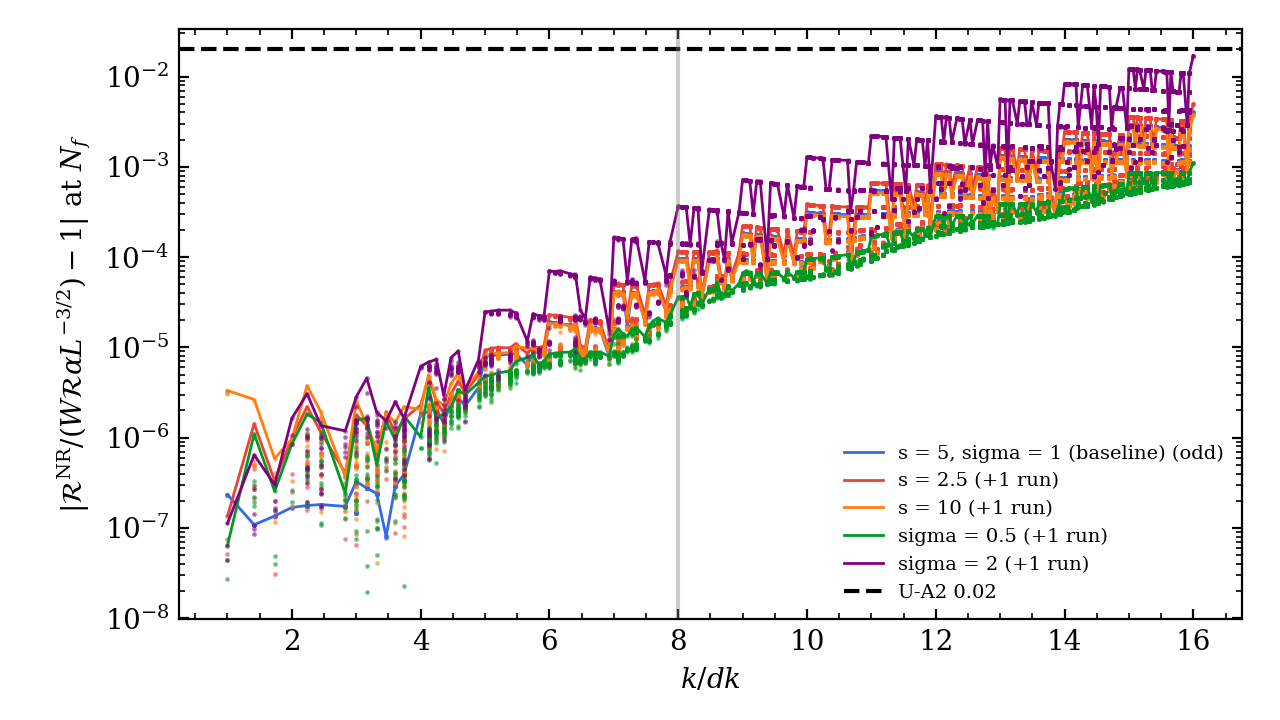 |𝓡^NR/(W𝓡αL^−3/2) − 1| at N_f
10^−2
10^−3
10^−4
10^−5
10^−6
10^−7
10^−8
s = 5, sigma = 1 (baseline) (odd)
s = 2.5 (+1 run)
s = 10 (+1 run)
sigma = 0.5 (+1 run)
sigma = 2 (+1 run)
U-A2 0.02
2 4 6 8 10 12 14 16
k/dk